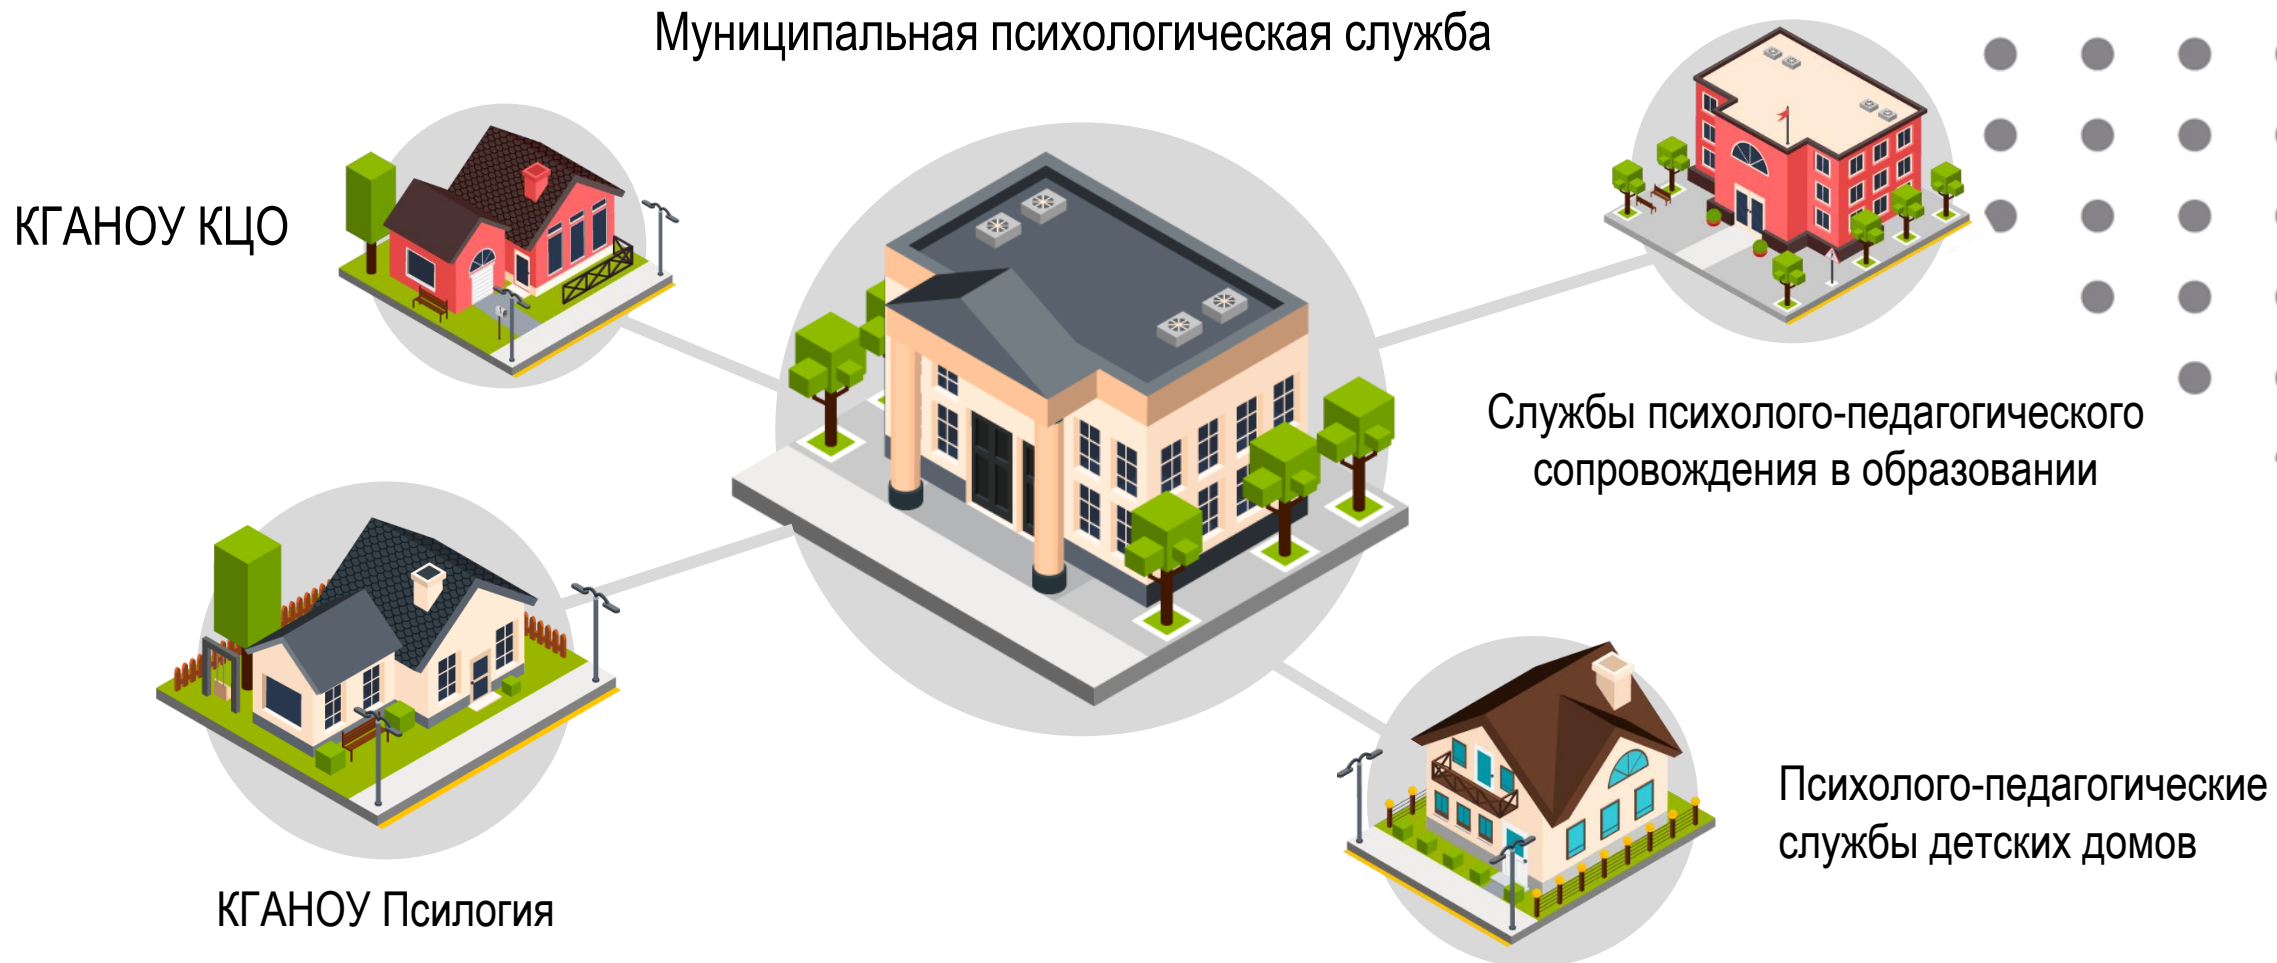 Муниципальная психологическая служба
КГАНОУ КЦО
Службы психолого-педагогического
сопровождения в образовании
Психолого-педагогические
службы детских домов
КГАНОУ Псилогия